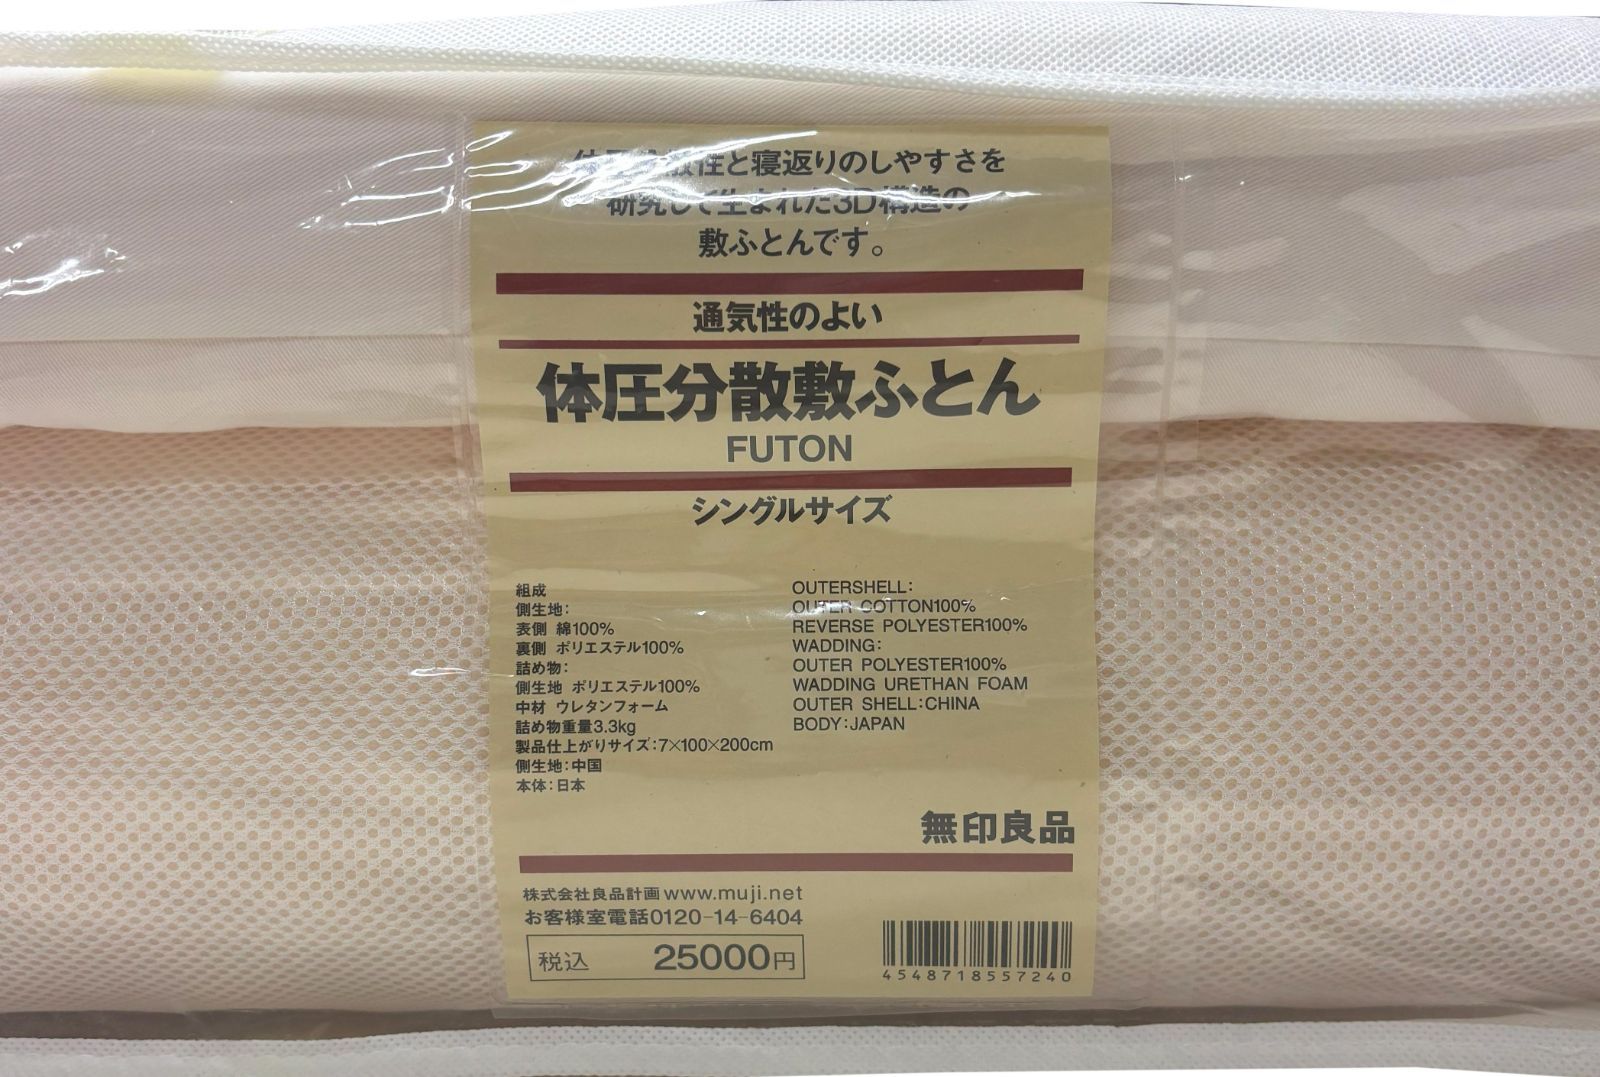 体圧分散性と寝返りのしやすさを
研究して生まれた3D構造の
敷ふとんです。
通気性のよい
体圧分散敷ふとん
FUTON
シングルサイズ
組成
側生地:
表側 綿100%
裏側 ポリエステル100%
詰め物:
側生地 ポリエステル100%
中材 ウレタンフォーム
詰め物重量3.3kg
製品仕上がりサイズ:7×100×200cm
側生地:中国
本体:日本
OUTERSHELL:
OUTER COTTON100%
REVERSE POLYESTER100%
WADDING:
OUTER POLYESTER100%
WADDING URETHAN FOAM
OUTER SHELL:CHINA
BODY:JAPAN
無印良品
株式会社良品計画 www.muji.net
お客様室電話0120-14-6404
税込 25000円
4548718557240